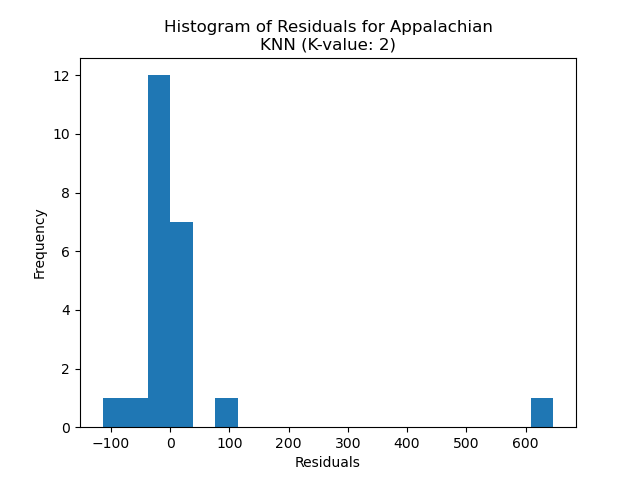 Histogram of Residuals for Appalachian
KNN (K-value: 2)
12
10
8
6
4
2
0
Frequency
−100 0 100 200 300 400 500 600
Residuals